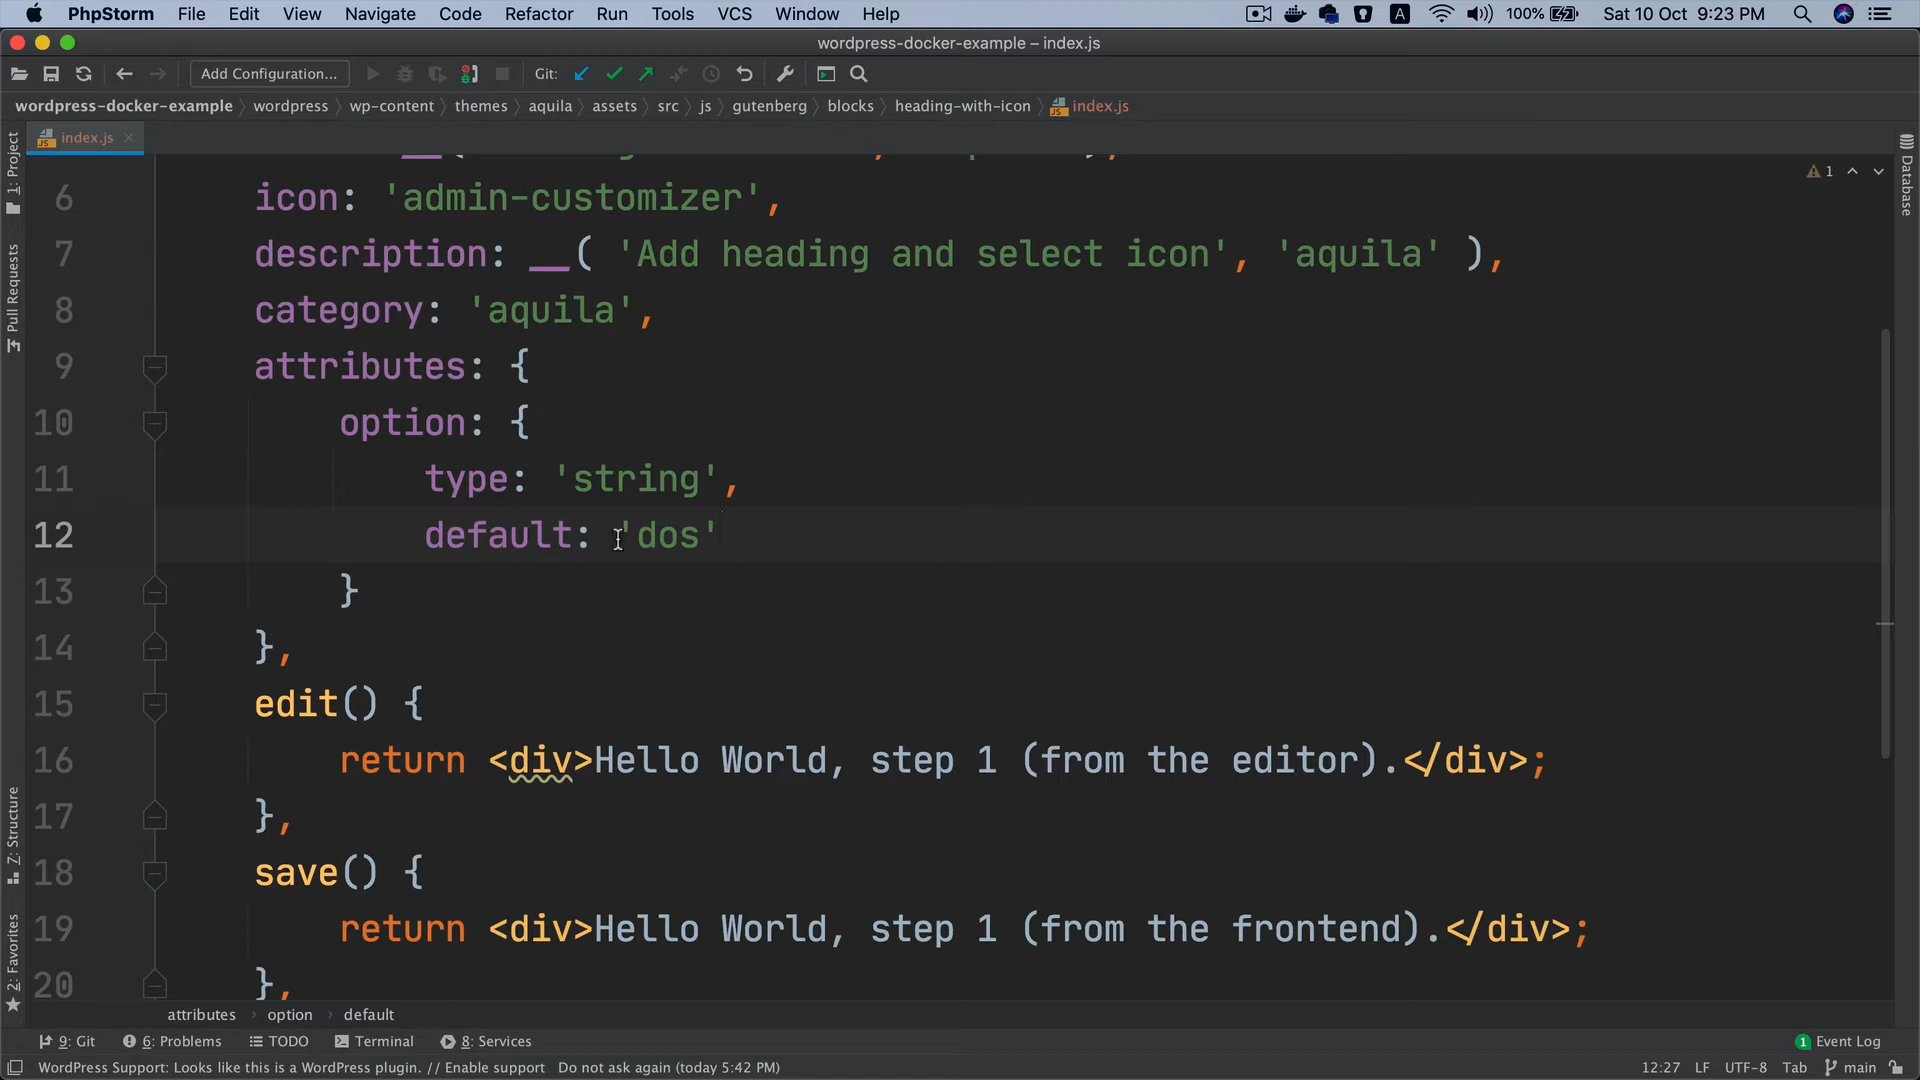 PhpStorm File Edit View Navigate Code Refactor Run Tools VCS Window Help 100% Sat 10 Oct 9:23 PM
wordpress-docker-example – index.js
Add Configuration... Git:
wordpress-docker-example wordpress wp-content themes aquila assets src js gutenberg blocks heading-with-icon index.js
index.js
1: Project
Pull Requests
7: Structure
2: Favorites
Database
1
6 icon: 'admin-customizer',
7 description: __( 'Add heading and select icon', 'aquila' ),
8 category: 'aquila',
9 attributes: {
10 option: {
11 type: 'string',
12 default: 'dos'
13 }
14 },
15 edit() {
16 return <div>Hello World, step 1 (from the editor).</div>;
17 },
18 save() {
19 return <div>Hello World, step 1 (from the frontend).</div>;
20 },
attributes › option › default
9: Git 6: Problems TODO Terminal 8: Services 1 Event Log
WordPress Support: Looks like this is a WordPress plugin. // Enable support Do not ask again (today 5:42 PM) 12:27 LF UTF-8 Tab main